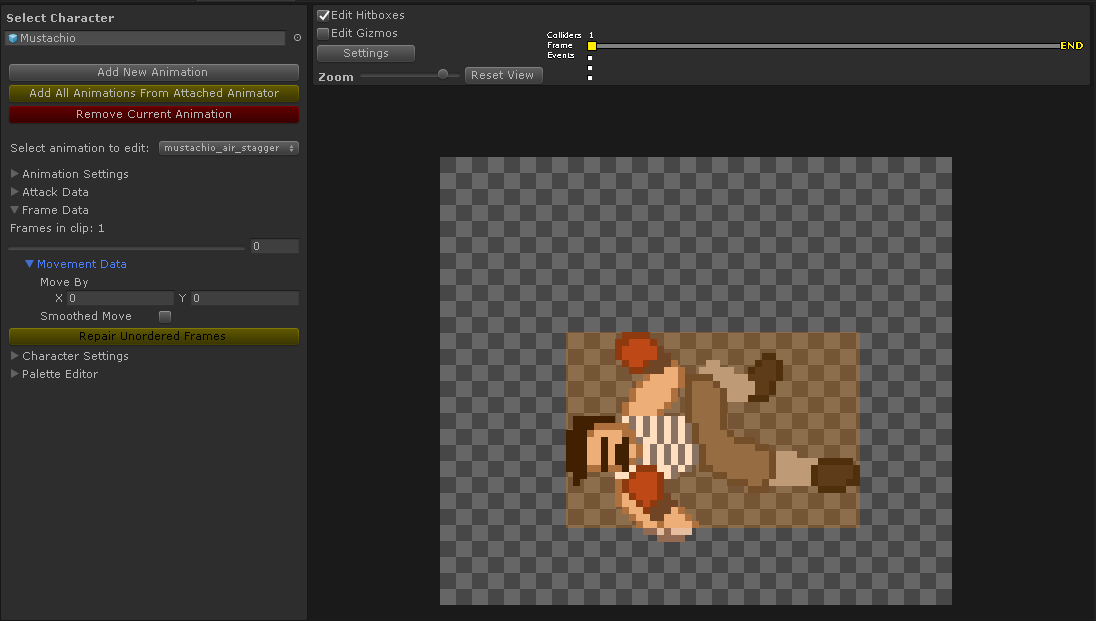 Select Character
Mustachio
Add New Animation
Add All Animations From Attached Animator
Remove Current Animation
Select animation to edit: mustachio_air_stagger
Animation Settings
Attack Data
Frame Data
Frames in clip: 1
0
Movement Data
Move By
X 0 Y 0
Smoothed Move
Repair Unordered Frames
Character Settings
Palette Editor
Edit Hitboxes
Edit Gizmos
Settings
Zoom Reset View
Colliders 1
Frame END
Events